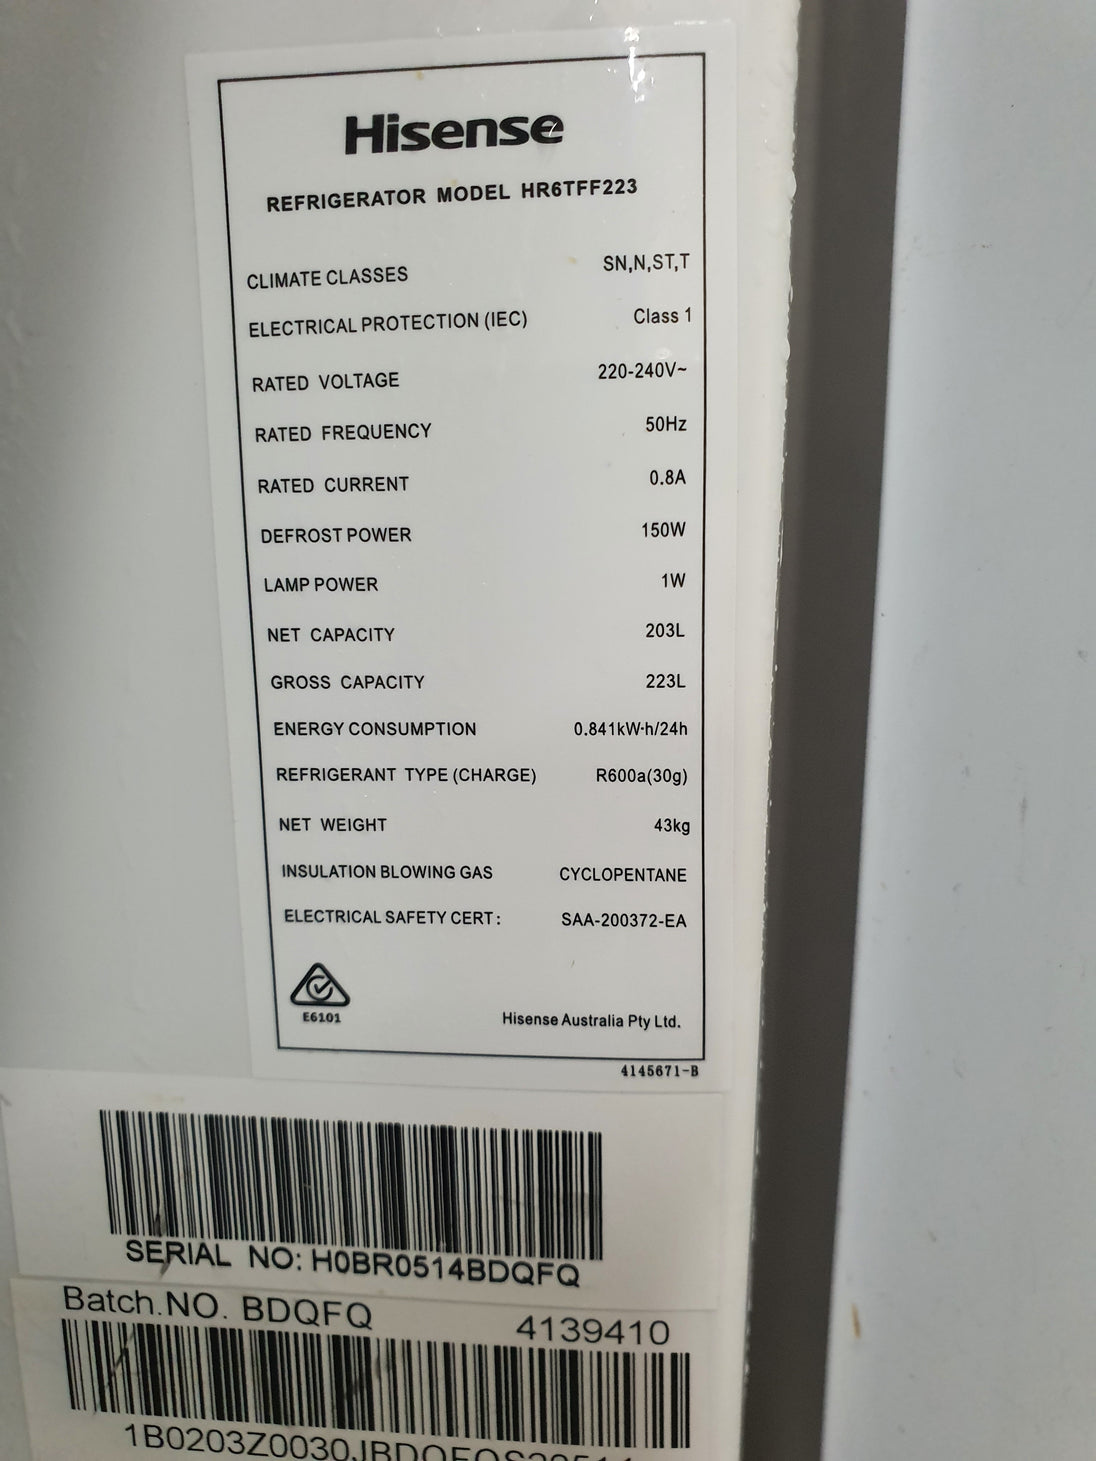 Hisense
REFRIGERATOR MODEL HR6TFF223
CLIMATE CLASSES SN,N,ST,T
ELECTRICAL PROTECTION (IEC) Class 1
RATED VOLTAGE 220-240V~
RATED FREQUENCY 50Hz
RATED CURRENT 0.8A
DEFROST POWER 150W
LAMP POWER 1W
NET CAPACITY 203L
GROSS CAPACITY 223L
ENERGY CONSUMPTION 0.841kW·h/24h
REFRIGERANT TYPE (CHARGE) R600a(30g)
NET WEIGHT 43kg
INSULATION BLOWING GAS CYCLOPENTANE
ELECTRICAL SAFETY CERT: SAA-200372-EA
E6101
Hisense Australia Pty Ltd.
4145671-B
SERIAL NO: H0BR0514BDQFQ
Batch.NO. BDQFQ 4139410